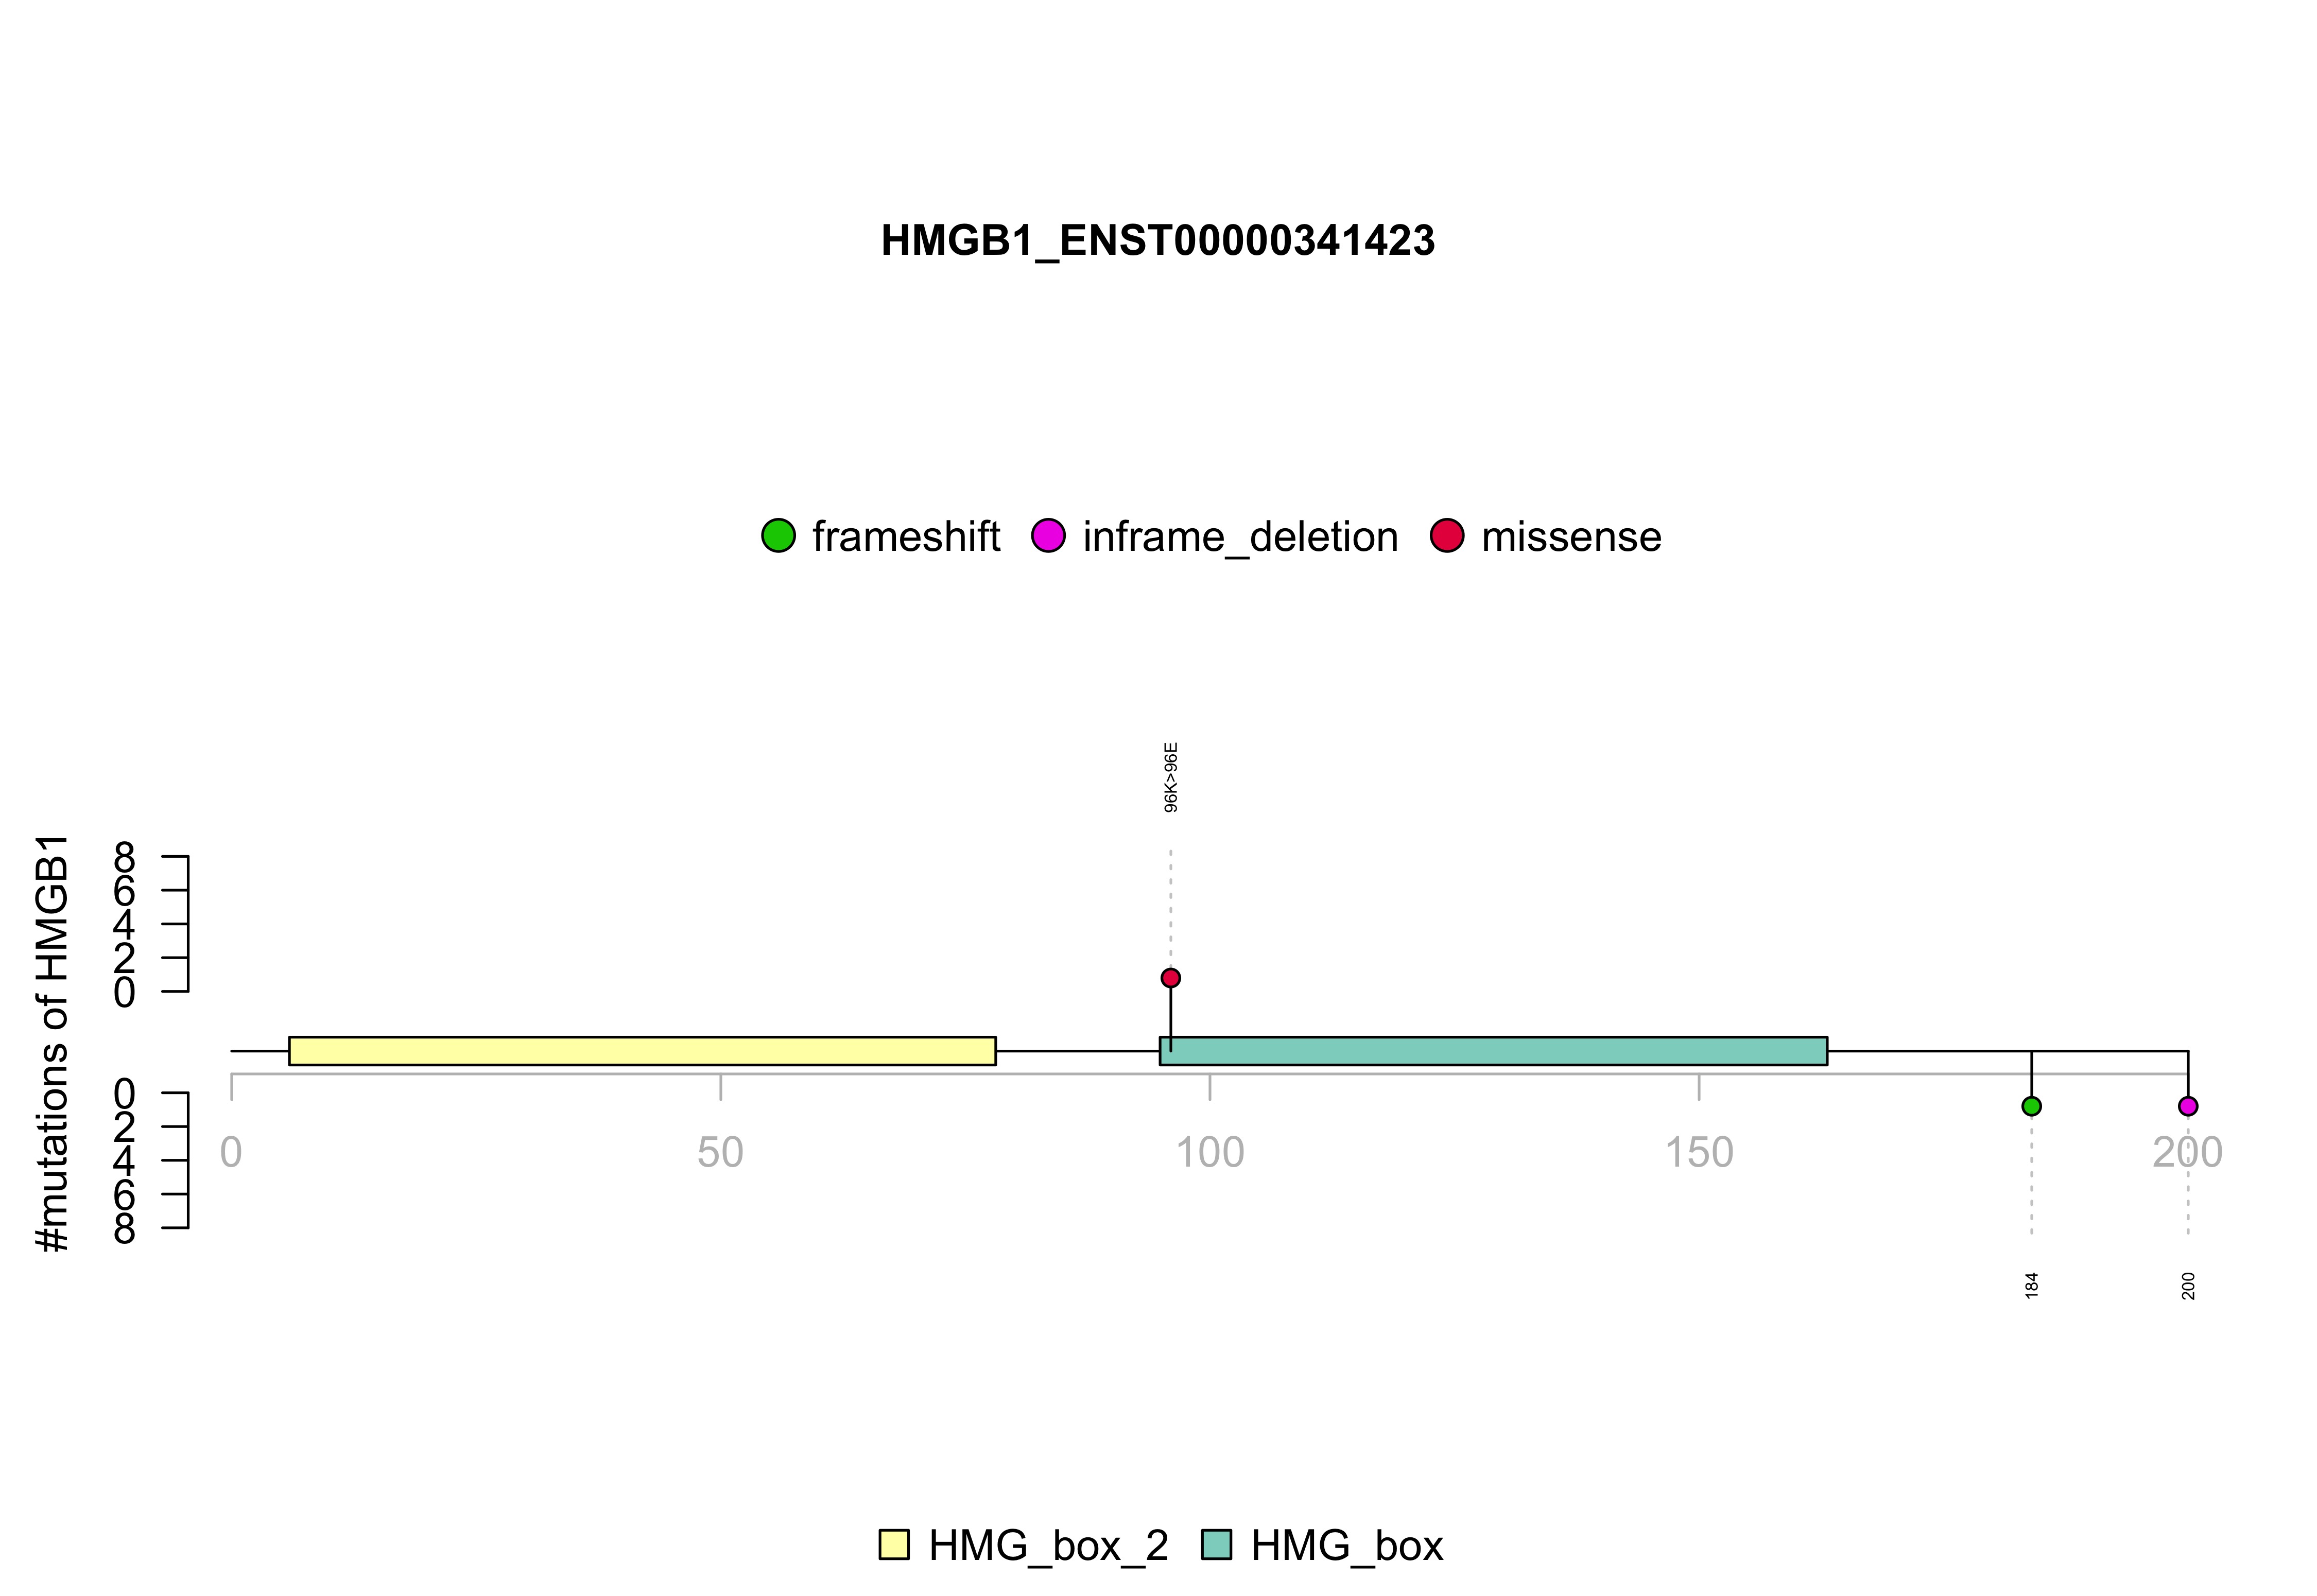 HMGB1_ENST00000341423
frameshift inframe_deletion missense
96K>96E
#mutations of HMGB1
8
6
4
2
0
0
2
4
6
8
0 50 100 150 200
184 200
HMG_box_2 HMG_box